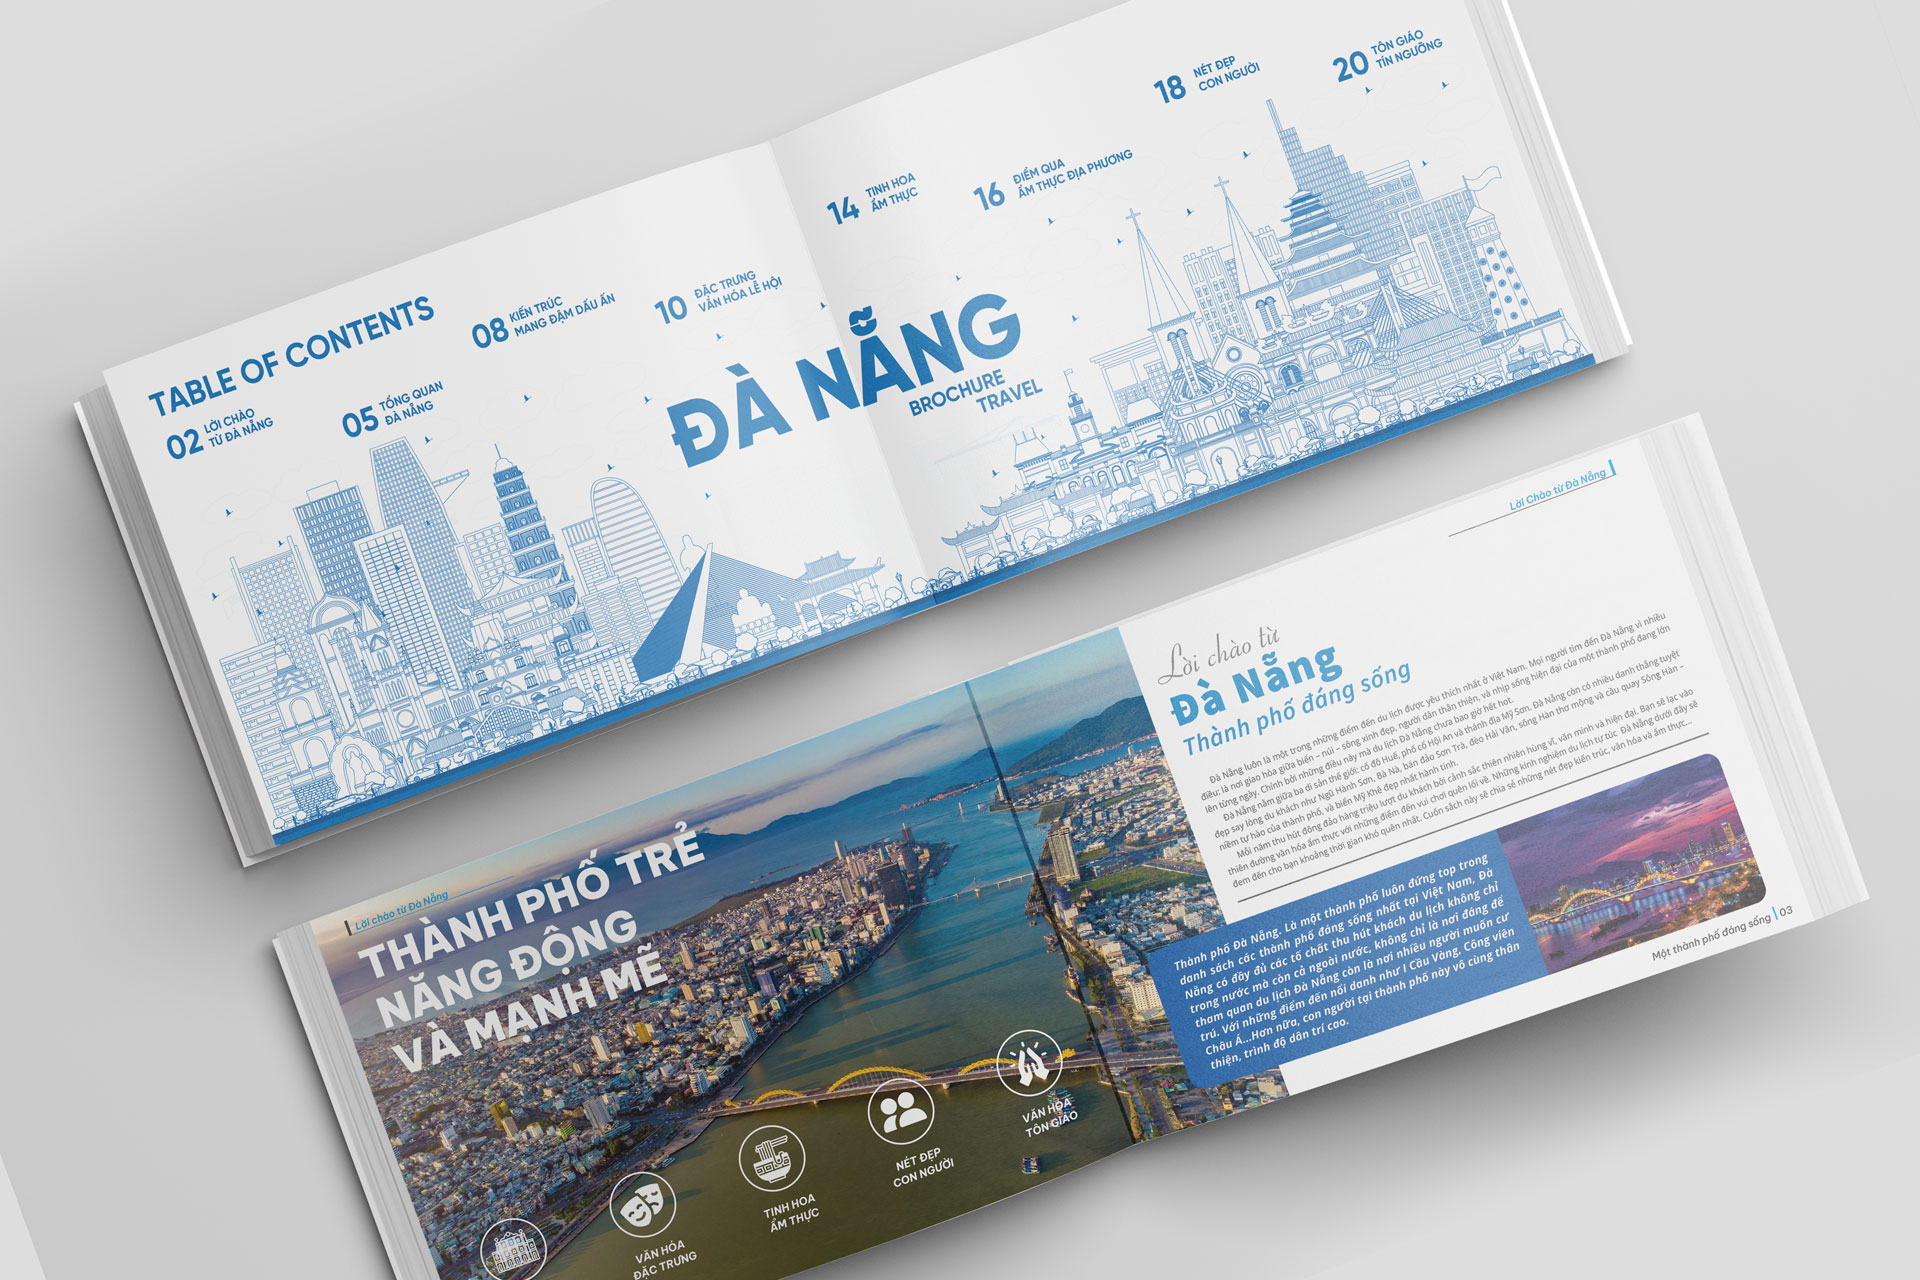 TABLE OF CONTENTS
02 LỜI CHÀO
TỪ ĐÀ NẴNG
05 TỔNG QUAN
ĐÀ NẴNG
08 KIẾN TRÚC
MANG ĐẬM DẤU ẤN
10 ĐẶC TRƯNG
VĂN HÓA LỄ HỘI
ĐÀ NẴNG
BROCHURE
TRAVEL
14 TINH HOA
ẨM THỰC
16 ĐIỂM QUA
ẨM THỰC ĐỊA PHƯƠNG
18 NÉT ĐẸP
CON NGƯỜI
20 TÔN GIÁO
TÍN NGƯỠNG
Lời chào từ Đà Nẵng
THÀNH PHỐ TRẺ
NĂNG ĐỘNG
VÀ MẠNH MẼ
VĂN HÓA
ĐẶC TRƯNG
TINH HOA
ẨM THỰC
NÉT ĐẸP
CON NGƯỜI
VĂN HÓA
TÔN GIÁO
Lời Chào từ Đà Nẵng
Lời chào từ
Đà Nẵng
Thành phố đáng sống
Đà Nẵng luôn là một trong những điểm đến du lịch được yêu thích nhất ở Việt Nam. Mọi người tìm đến Đà Nẵng vì nhiều
điều: là nơi giao hòa giữa biển – núi – sông xinh đẹp, người dân thân thiện, và nhịp sống hiện đại của một thành phố đang lớn
lên từng ngày. Chính bởi những điều này mà du lịch Đà Nẵng chưa bao giờ hết hot.
Đà Nẵng nằm giữa ba di sản thế giới: cố đô Huế, phố cổ Hội An và thánh địa Mỹ Sơn. Đà Nẵng còn có nhiều danh thắng tuyệt
đẹp say lòng du khách như Ngũ Hành Sơn, Bà Nà, bán đảo Sơn Trà, đèo Hải Vân, sông Hàn thơ mộng và cầu quay Sông Hàn –
niềm tự hào của thành phố, và biển Mỹ Khê đẹp nhất hành tinh.
Mỗi năm thu hút đông đảo hàng triệu lượt du khách bởi cảnh sắc thiên nhiên hùng vĩ, văn minh và hiện đại. Bạn sẽ lạc vào
thiên đường văn hóa ẩm thực với những điểm đến vui chơi quên lối về. Những kinh nghiệm du lịch tự túc Đà Nẵng dưới đây sẽ
đem đến cho bạn khoảng thời gian khó quên nhất. Cuốn sách này sẽ chia sẻ những nét đẹp kiến trúc, văn hóa và ẩm thực...
Thành phố Đà Nẵng. Là một thành phố luôn đứng top trong
danh sách các thành phố đáng sống nhất tại Việt Nam, Đà
Nẵng có đầy đủ các tố chất thu hút khách du lịch không chỉ
trong nước mà còn cả ngoài nước, không chỉ là nơi đáng để
tham quan du lịch Đà Nẵng còn là nơi nhiều người muốn cư
trú. Với những điểm đến nổi danh như ( Cầu Vàng, Công viên
Châu Á...Hơn nữa, con người tại thành phố này vô cùng thân
thiện, trình độ dân trí cao.
Một thành phố đáng sống | 03